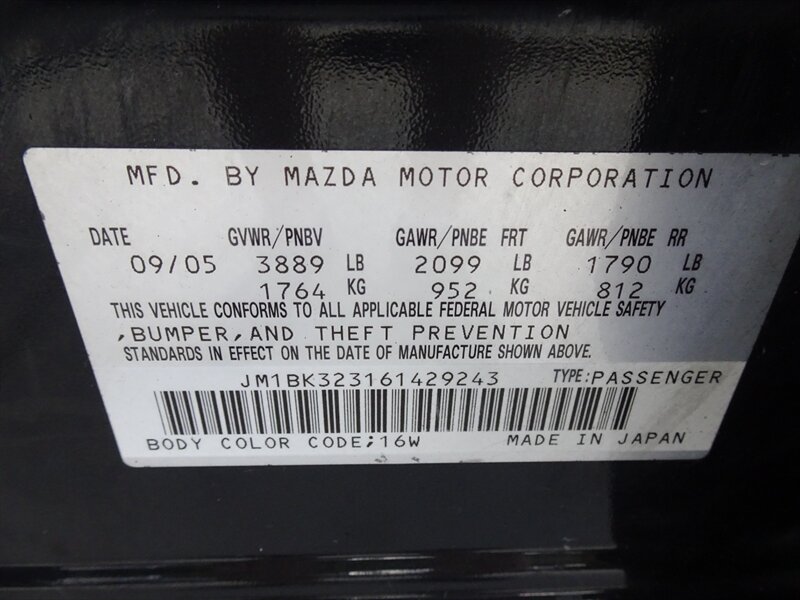 MFD. BY MAZDA MOTOR CORPORATION
DATE GVWR/PNBV GAWR/PNBE FRT GAWR/PNBE RR
09/05 3889 LB 2099 LB 1790 LB
1764 KG 952 KG 812 KG
THIS VEHICLE CONFORMS TO ALL APPLICABLE FEDERAL MOTOR VEHICLE SAFETY
,BUMPER,AND THEFT PREVENTION
STANDARDS IN EFFECT ON THE DATE OF MANUFACTURE SHOWN ABOVE.
JM1BK323161429243 TYPE:PASSENGER
BODY COLOR CODE;16W MADE IN JAPAN